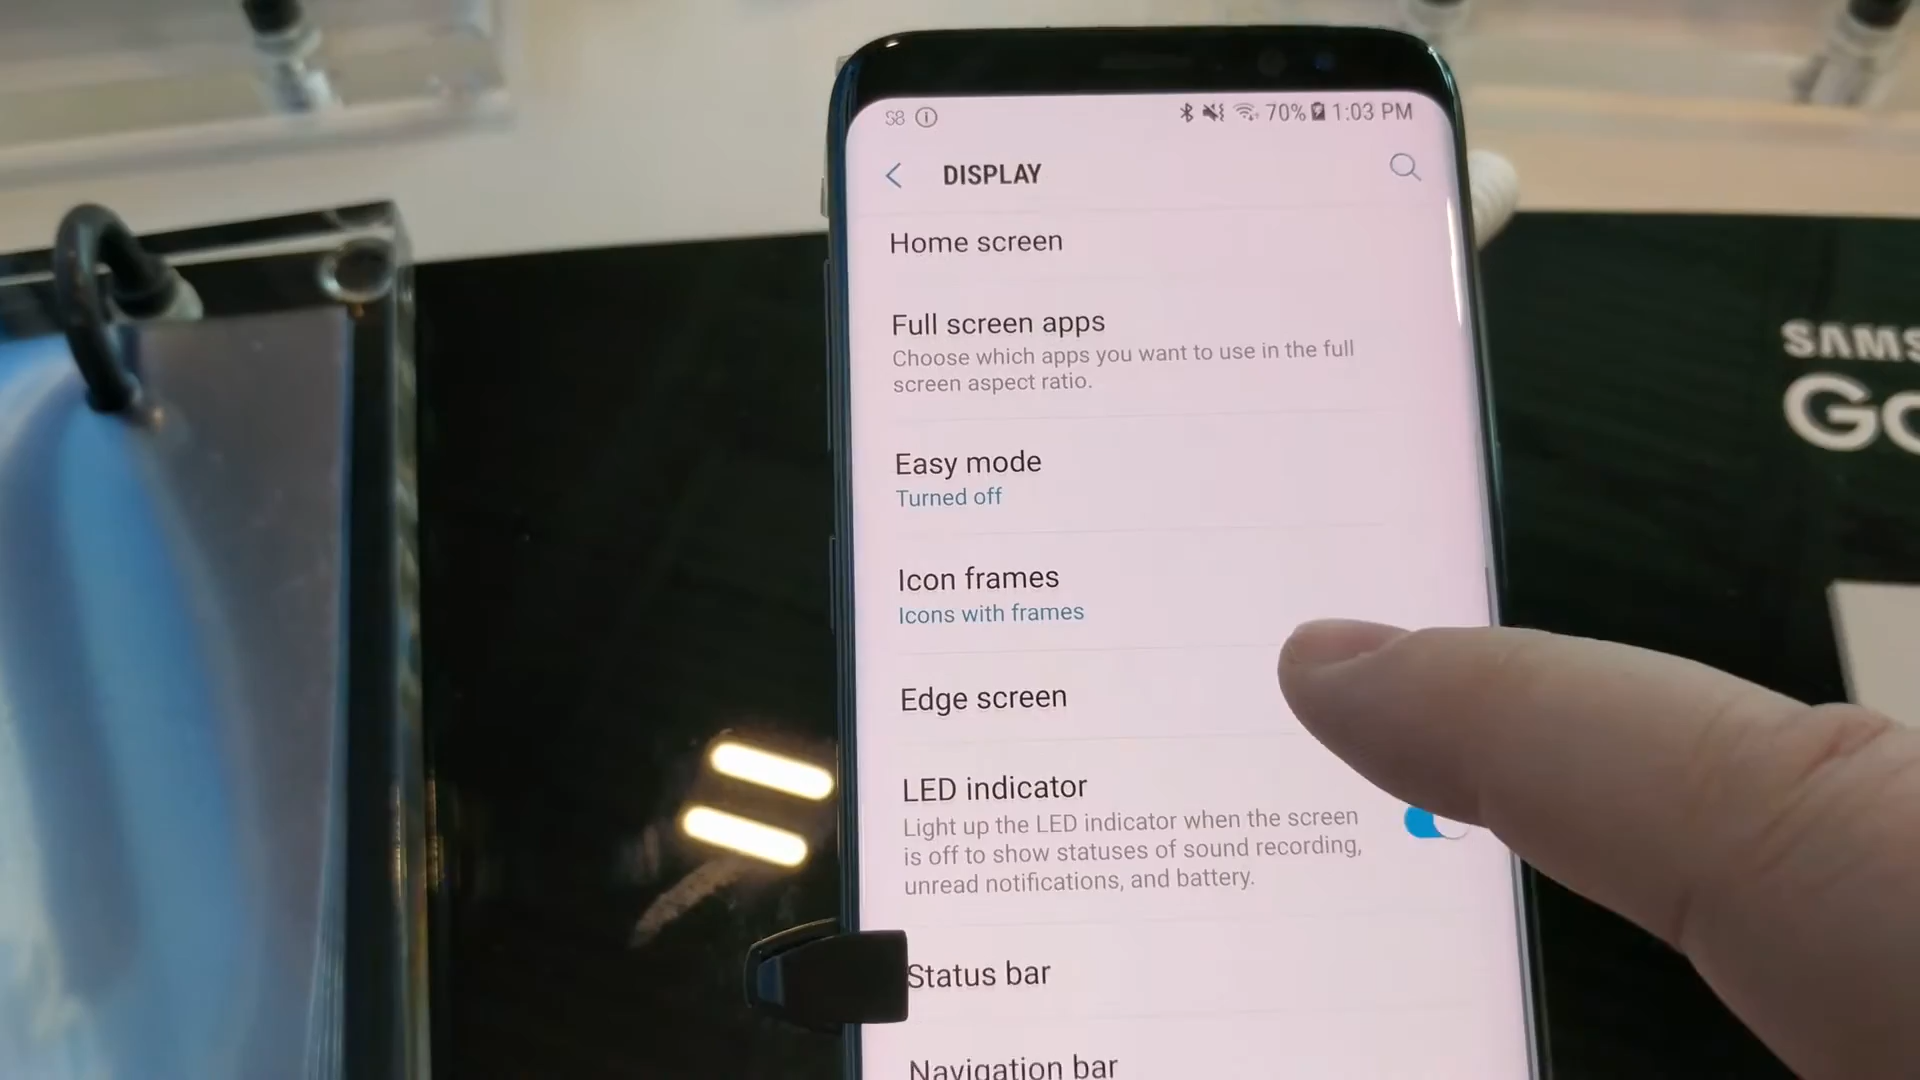 S8 70% 1:03 PM
DISPLAY
Home screen
Full screen apps
Choose which apps you want to use in the full
screen aspect ratio.
Easy mode
Turned off
Icon frames
Icons with frames
Edge screen
LED indicator
Light up the LED indicator when the screen
is off to show statuses of sound recording,
unread notifications, and battery.
Status bar
Navigation bar
SAMS
Ga